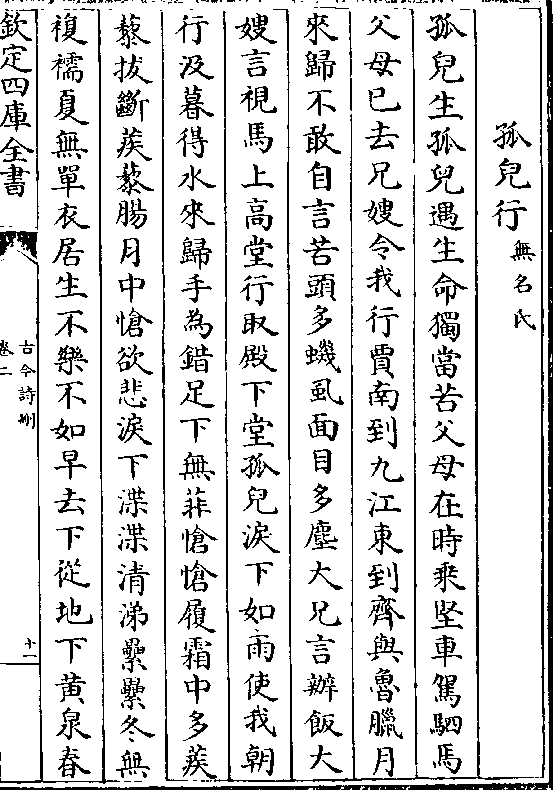 孤兒行無名氏
孤兒生孤兒遇生命獨當苦父母在時乘堅車駕駟馬
父母已去兄嫂令我行賈南到九江東到齊與魯臘月
來歸不敢自言苦頭多蟣虱面目多塵大兄言辦飯大
嫂言視馬上高堂行取殿下堂孤兒淚下如雨使我朝
行汲暮得水來歸手為錯足下無菲愴愴履霜中多蒺
藜拔斷蒺藜腸月中愴欲悲淚下渫渫清涕纍纍冬無
複襦夏無單衣居生不樂不如早去下從地下黄泉春
欽定四庫全書
古今詩刪
卷二
十一